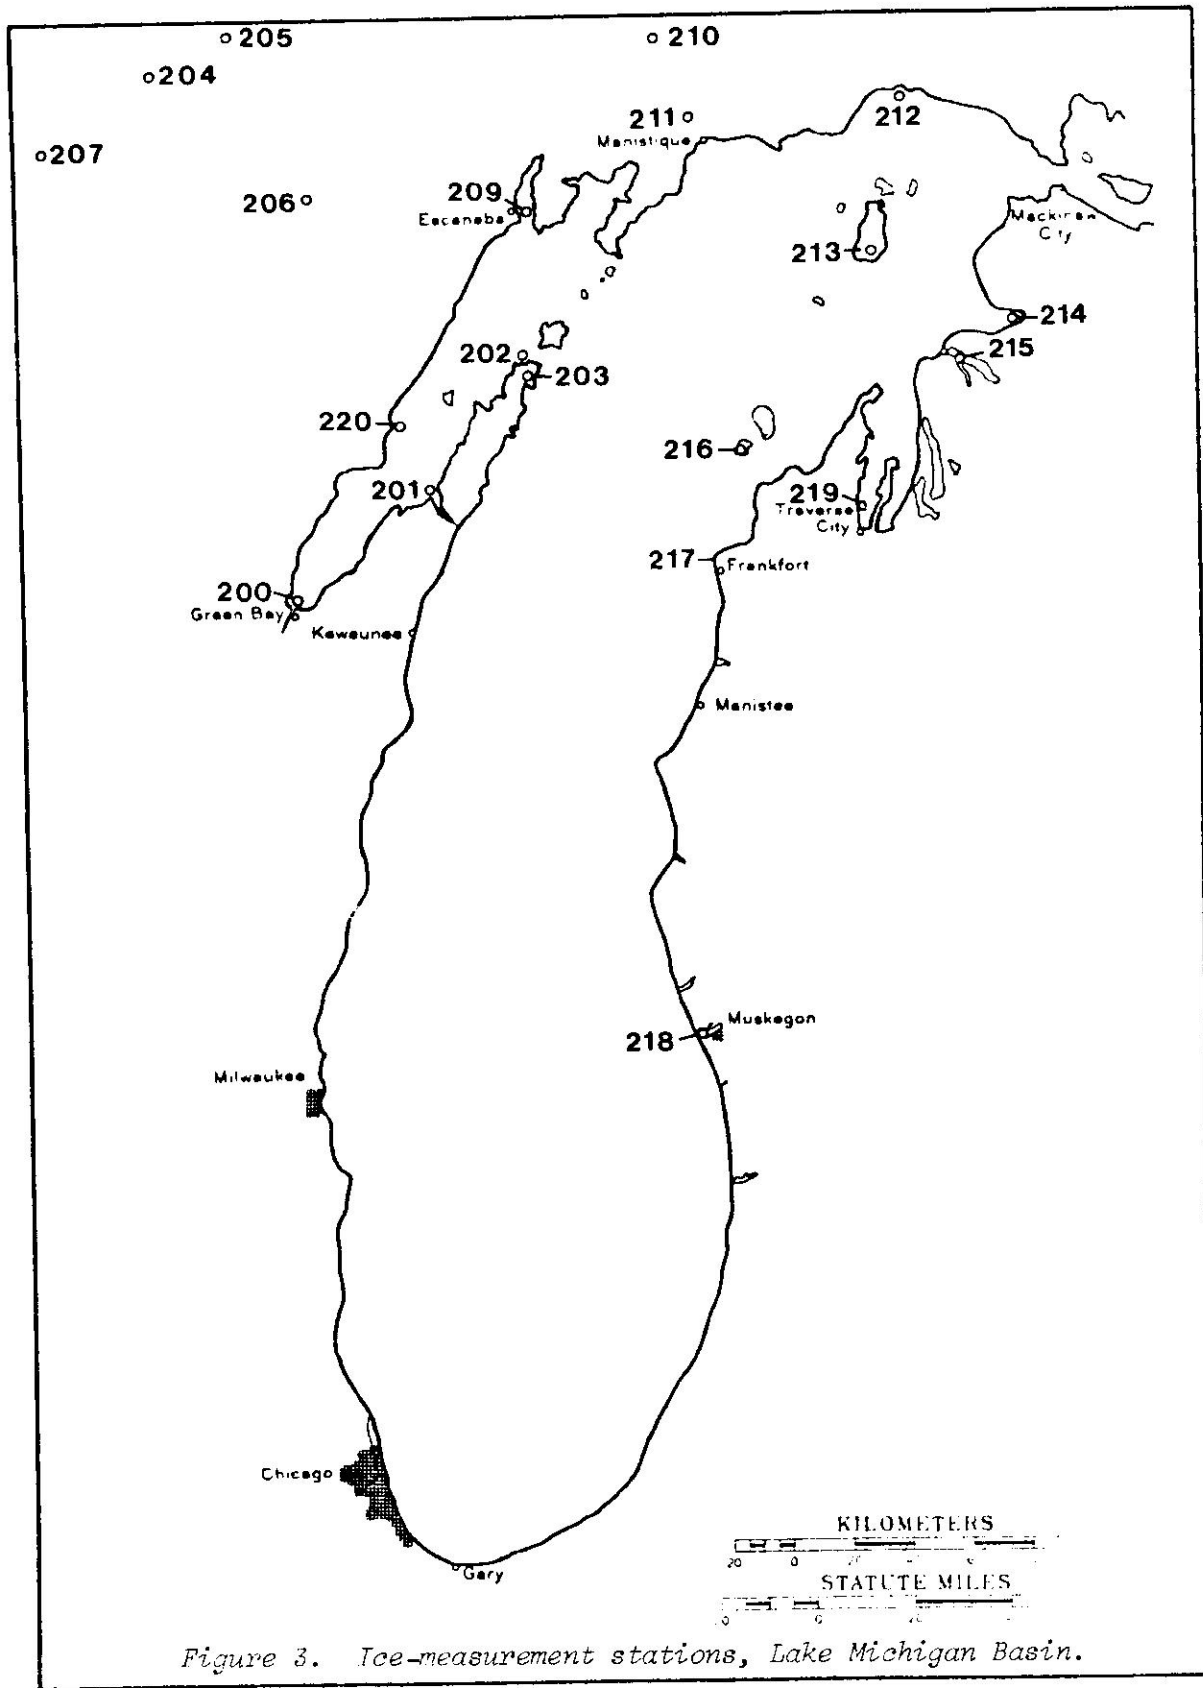 205
210
204
211
Manistique
212
207
206
209
Escanaba
Mackinaw
City
213
214
202
203
215
220
216
201
219
Traverse
City
217
Frankfort
200
Green Bay
Kewaunee
Manistee
218
Muskegon
Milwaukee
Chicago
Gary
KILOMETERS
20 0
STATUTE MILES
Figure 3. Ice-measurement stations, Lake Michigan Basin.